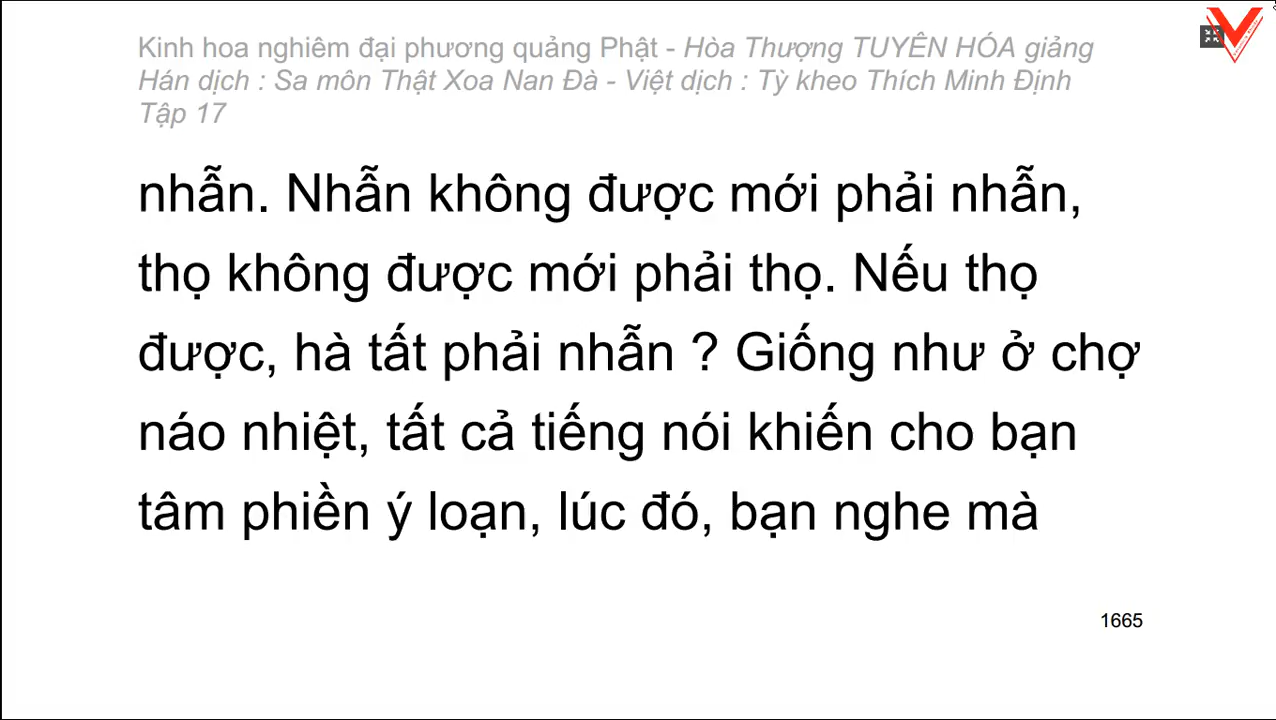 Kinh hoa nghiêm đại phương quảng Phật - Hòa Thượng TUYÊN HÓA giảng
Hán dịch : Sa môn Thật Xoa Nan Đà - Việt dịch : Tỳ kheo Thích Minh Định
Tập 17
nhẫn. Nhẫn không được mới phải nhẫn,
thọ không được mới phải thọ. Nếu thọ
được, hà tất phải nhẫn ? Giống như ở chợ
náo nhiệt, tất cả tiếng nói khiến cho bạn
tâm phiền ý loạn, lúc đó, bạn nghe mà
1665